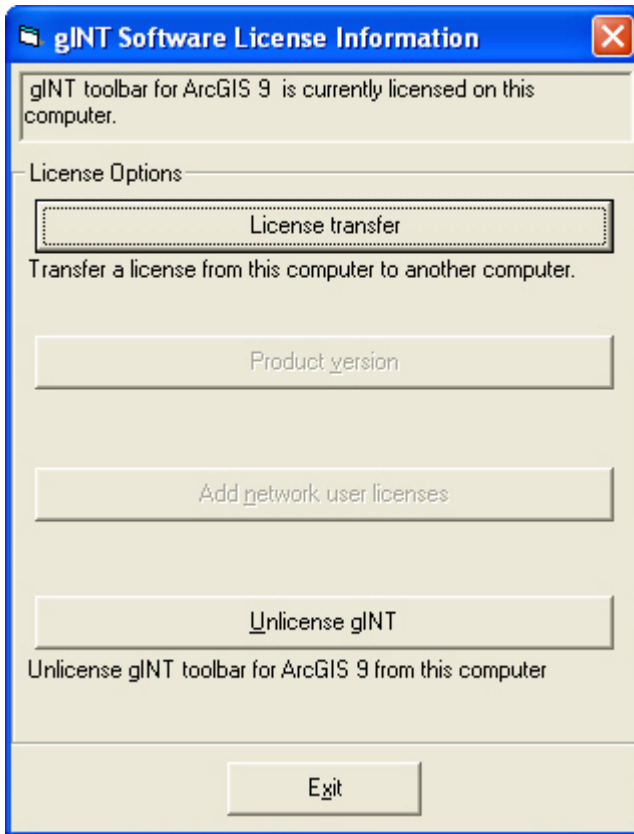 gINT Software License Information
gINT toolbar for ArcGIS 9 is currently licensed on this
computer.
License Options
License transfer
Transfer a license from this computer to another computer.
Product version
Add network user licenses
Unlicense gINT
Unlicense gINT toolbar for ArcGIS 9 from this computer
Exit